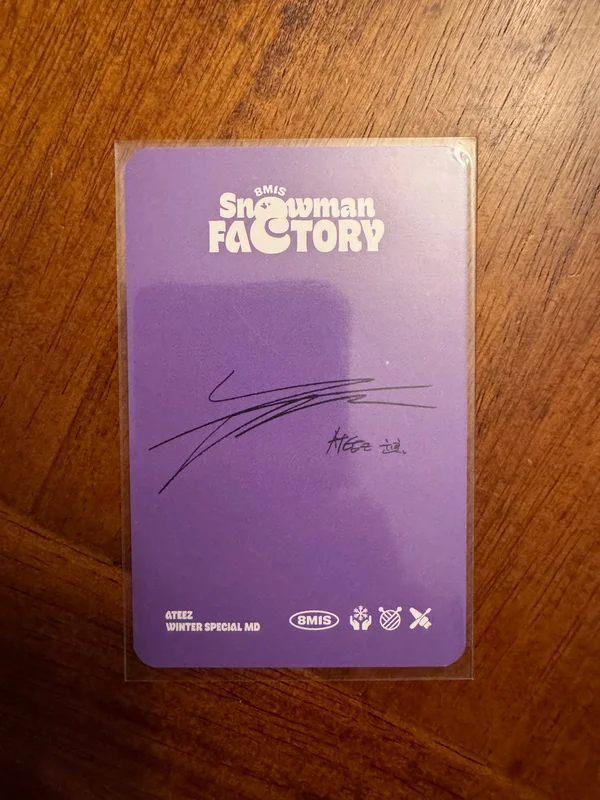 8MIS
Snowman
FACTORY
ATEEZ
ATEEZ
WINTER SPECIAL MD
8MIS